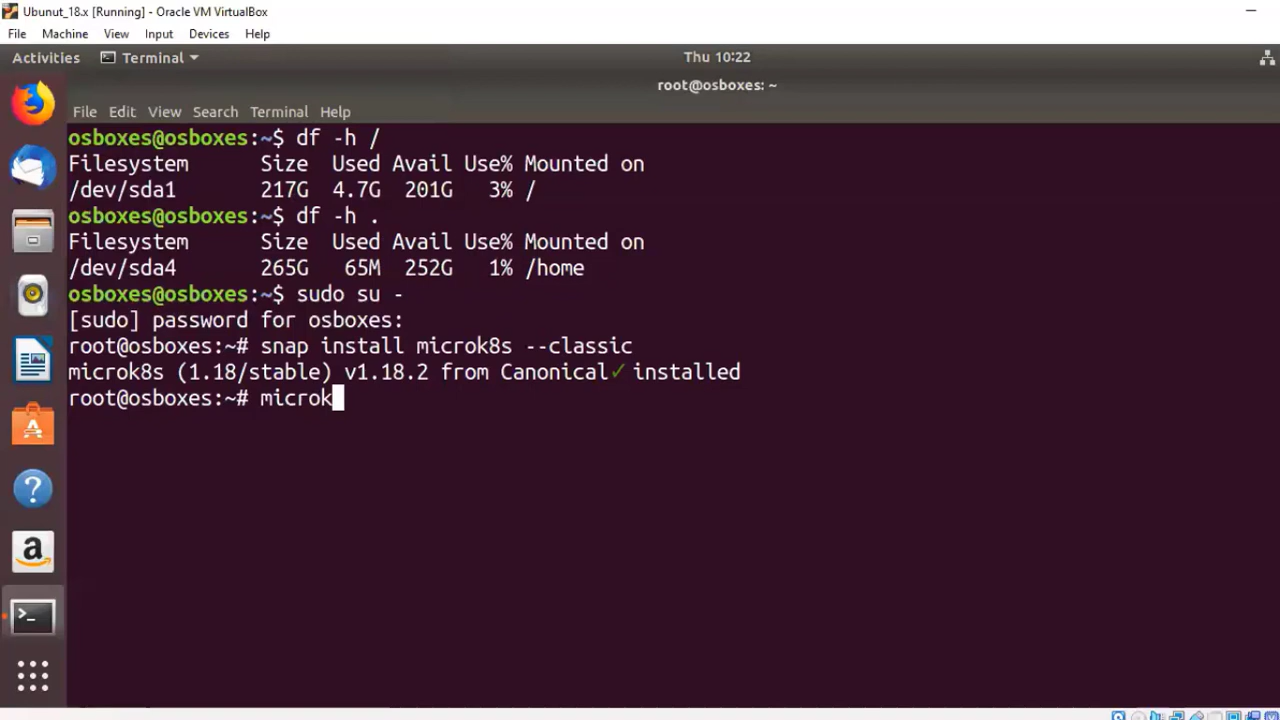 Ubunut_18.x [Running] - Oracle VM VirtualBox
File Machine View Input Devices Help
Activities Terminal Thu 10:22
root@osboxes: ~
File Edit View Search Terminal Help
osboxes@osboxes:~$ df -h /
Filesystem Size Used Avail Use% Mounted on
/dev/sda1 217G 4.7G 201G 3% /
osboxes@osboxes:~$ df -h .
Filesystem Size Used Avail Use% Mounted on
/dev/sda4 265G 65M 252G 1% /home
osboxes@osboxes:~$ sudo su -
[sudo] password for osboxes:
root@osboxes:~# snap install microk8s --classic
microk8s (1.18/stable) v1.18.2 from Canonical✓ installed
root@osboxes:~# microk